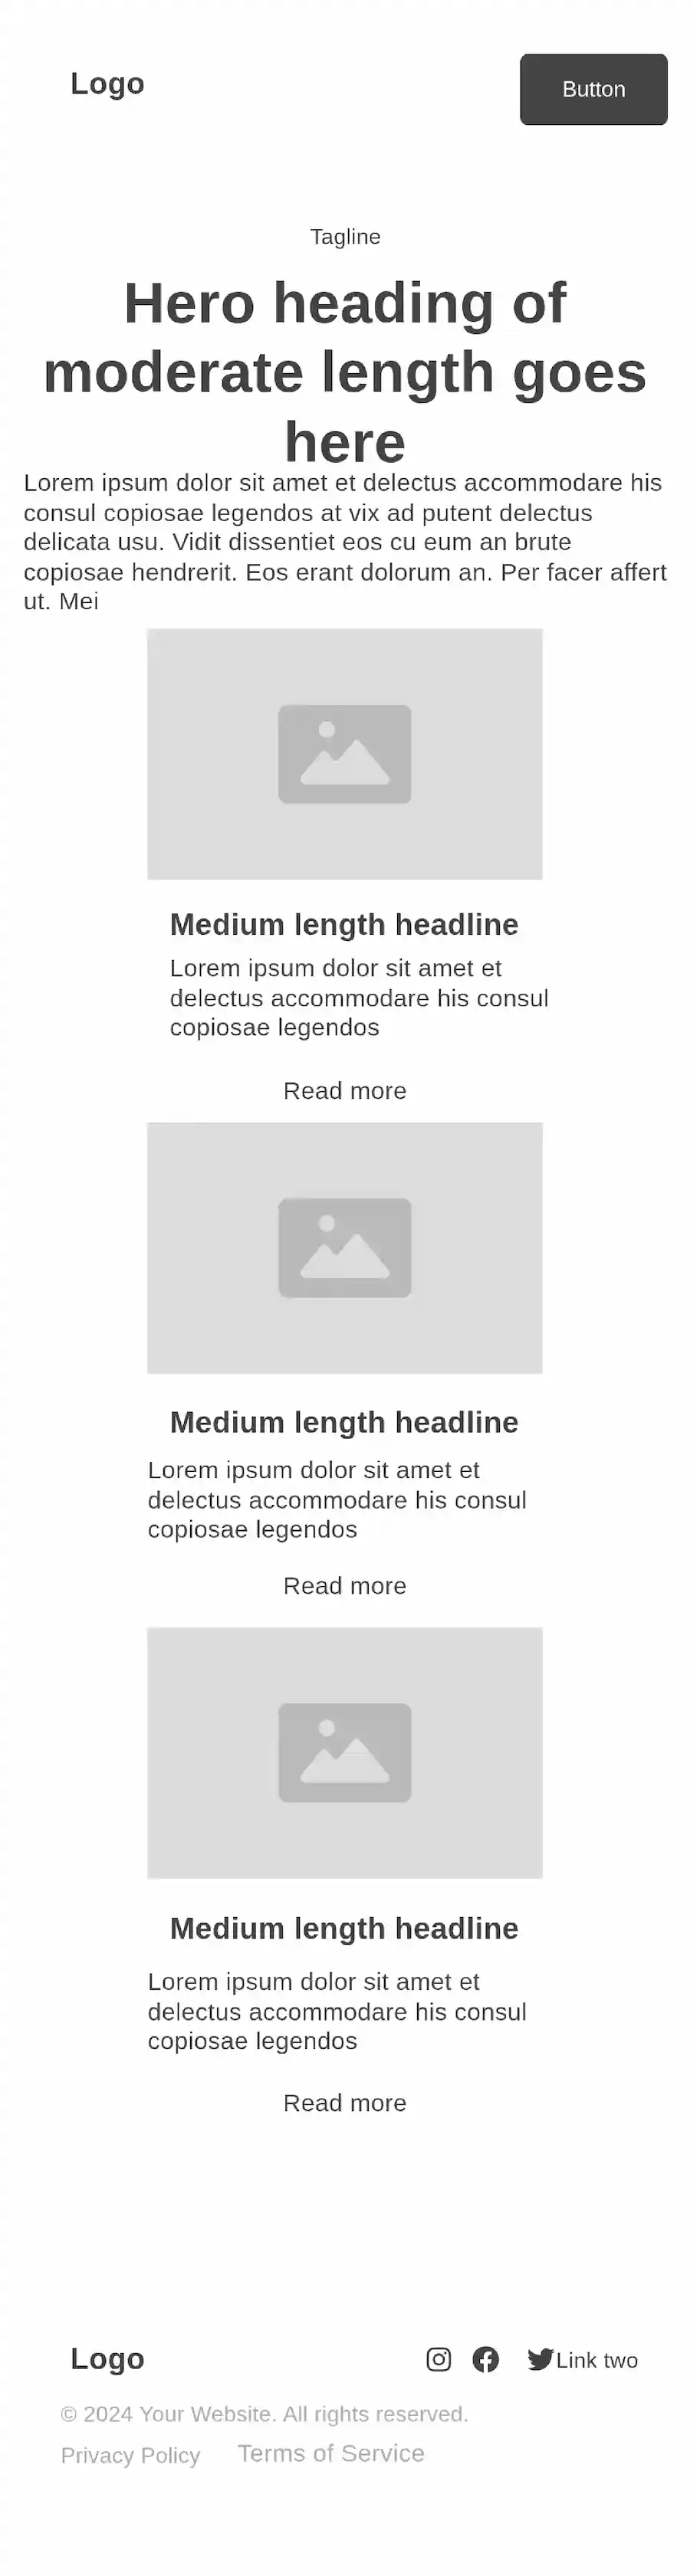 Logo
Button
Tagline
Hero heading of
moderate length goes
here
Lorem ipsum dolor sit amet et delectus accommodare his
consul copiosae legendos at vix ad putent delectus
delicata usu. Vidit dissentiet eos cu eum an brute
copiosae hendrerit. Eos erant dolorum an. Per facer affert
ut. Mei
Medium length headline
Lorem ipsum dolor sit amet et
delectus accommodare his consul
copiosae legendos
Read more
Medium length headline
Lorem ipsum dolor sit amet et
delectus accommodare his consul
copiosae legendos
Read more
Medium length headline
Lorem ipsum dolor sit amet et
delectus accommodare his consul
copiosae legendos
Read more
Logo
Link two
© 2024 Your Website. All rights reserved.
Privacy Policy Terms of Service